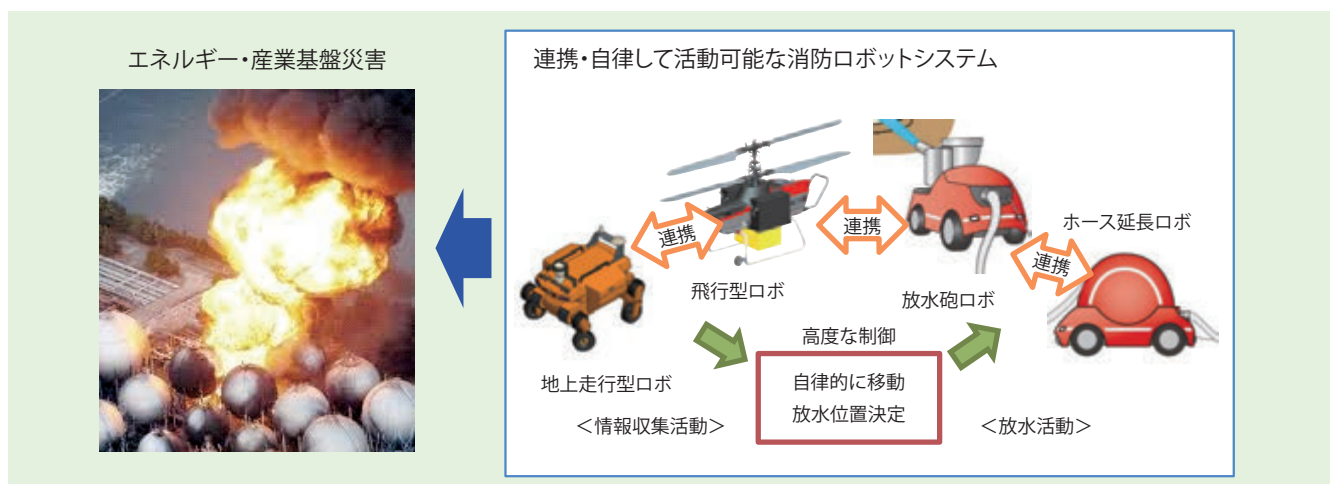 エネルギー・産業基盤災害
連携・自律して活動可能な消防ロボットシステム
連携
連携
ホース延長ロボ
連携
飛行型ロボ
放水砲ロボ
高度な制御
地上走行型ロボ
自律的に移動
放水位置決定
＜情報収集活動＞
＜放水活動＞